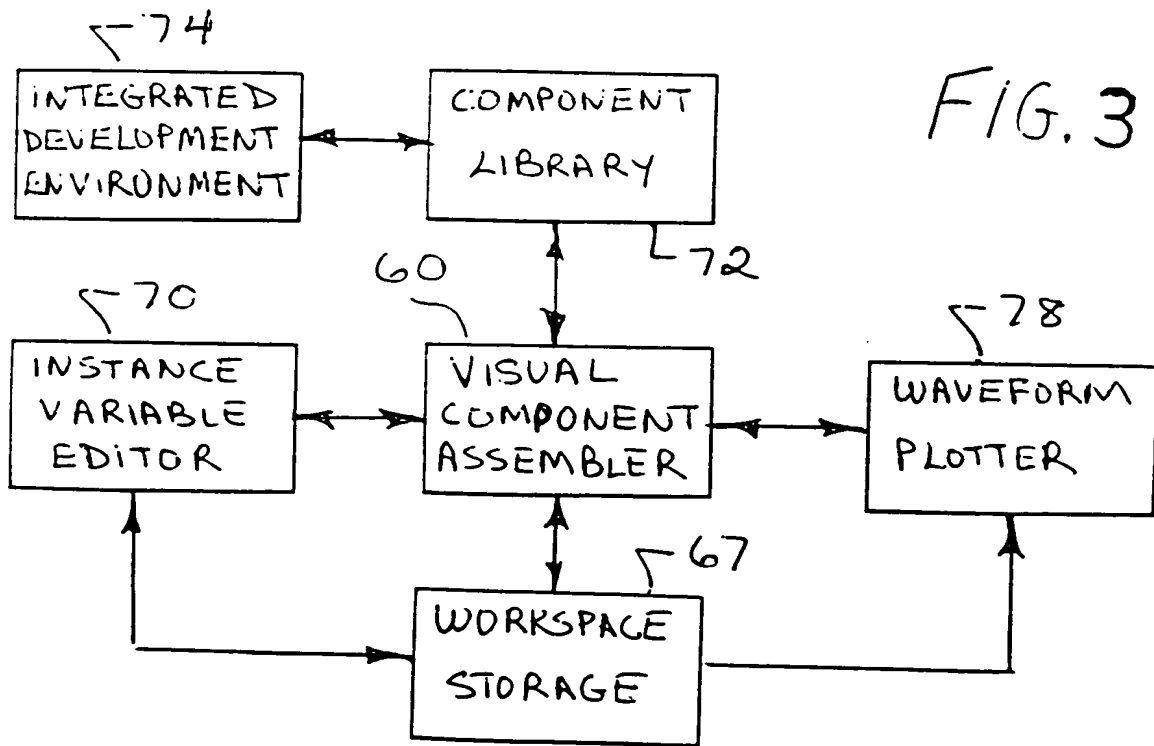 74
INTEGRATED
DEVELOPMENT
ENVIRONMENT
COMPONENT
LIBRARY
FIG. 3
72
60
70
INSTANCE
VARIABLE
EDITOR
VISUAL
COMPONENT
ASSEMBLER
78
WAVEFORM
PLOTTER
67
WORKSPACE
STORAGE